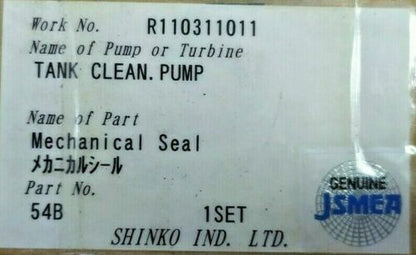 Work No. R110311011
Name of Pump or Turbine
TANK CLEAN. PUMP
Name of Part
Mechanical Seal
メカニカルシール
Part No.
54B 1SET
SHINKO IND. LTD.
GENUINE
JSMEA